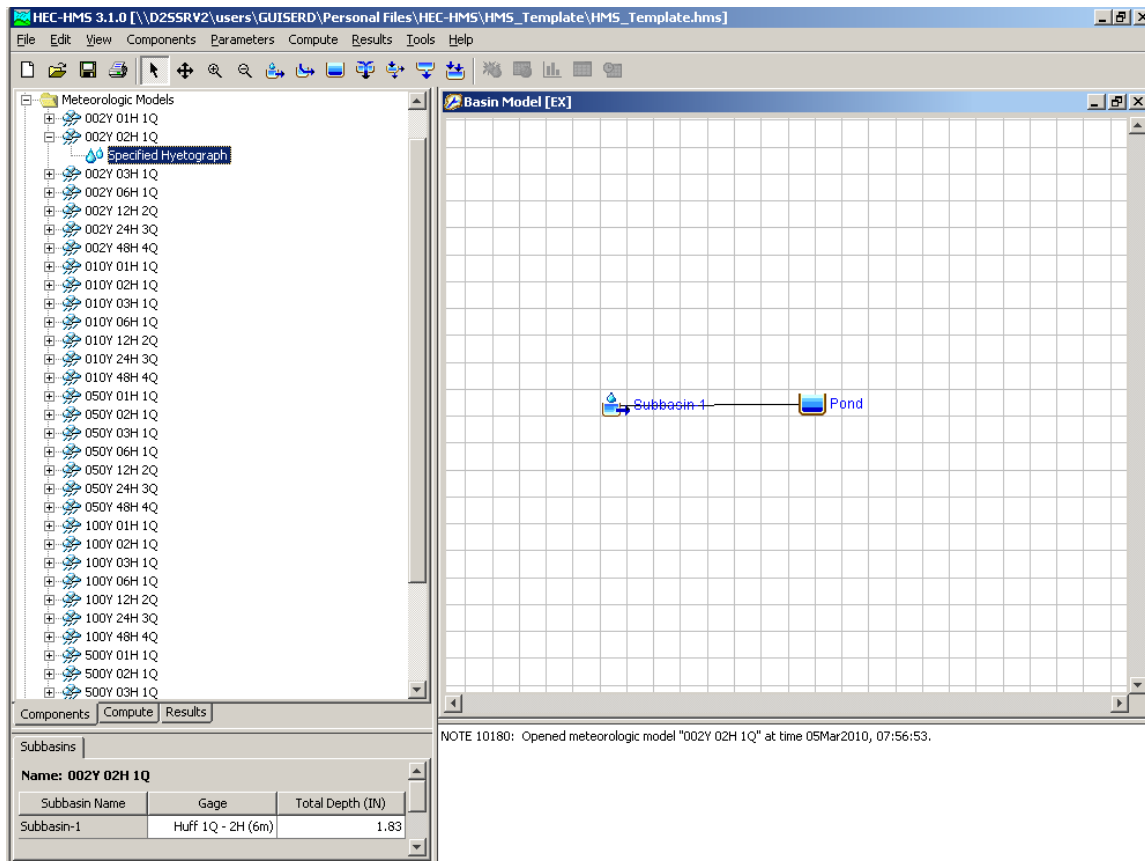 HEC-HMS 3.1.0 [\\D2SSRV2\users\GUISERD\Personal Files\HEC-HMS\HMS_Template\HMS_Template.hms]
File Edit View Components Parameters Compute Results Tools Help
Meteorologic Models
002Y 01H 1Q
002Y 02H 1Q
Specified Hyetograph
002Y 03H 1Q
002Y 06H 1Q
002Y 12H 2Q
002Y 24H 3Q
002Y 48H 4Q
010Y 01H 1Q
010Y 02H 1Q
010Y 03H 1Q
010Y 06H 1Q
010Y 12H 2Q
010Y 24H 3Q
010Y 48H 4Q
050Y 01H 1Q
050Y 02H 1Q
050Y 03H 1Q
050Y 06H 1Q
050Y 12H 2Q
050Y 24H 3Q
050Y 48H 4Q
100Y 01H 1Q
100Y 02H 1Q
100Y 03H 1Q
100Y 06H 1Q
100Y 12H 2Q
100Y 24H 3Q
100Y 48H 4Q
500Y 01H 1Q
500Y 02H 1Q
500Y 03H 1Q
Components Compute Results
Subbasins
Name: 002Y 02H 1Q
Subbasin Name Gage Total Depth (IN)
Subbasin-1 Huff 1Q - 2H (6m) 1.83
Basin Model [EX]
Subbasin 1 Pond
NOTE 10180: Opened meteorologic model "002Y 02H 1Q" at time 05Mar2010, 07:56:53.